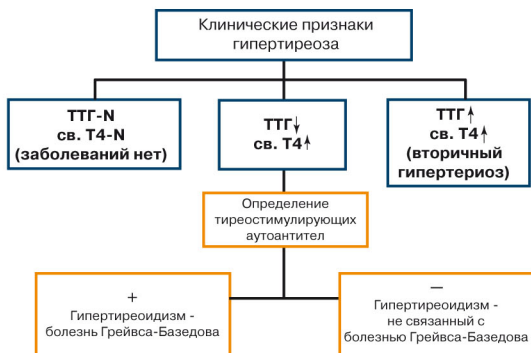 Клинические признаки
гипертиреоза
ТТГ-N
св. Т4-N
(заболеваний нет)
ТТГ↓
св. Т4↑
ТТГ↑
св. Т4↑
(вторичный
гипертериоз)
Определение
тиреостимулирующих
аутоантител
+
Гипертиреоидизм -
болезнь Грейвса-Базедова
—
Гипертиреоидизм -
не связанный с
болезнью Грейвса-Базедова